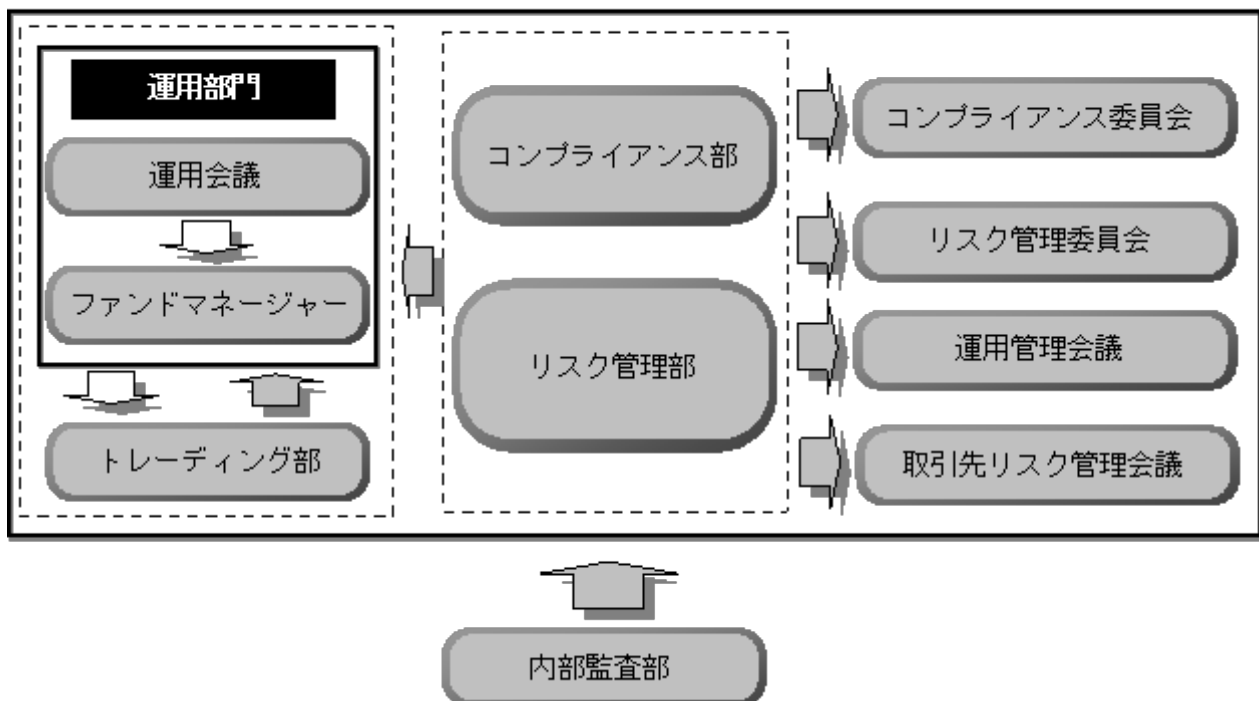 運用部門
運用会議
ファンドマネージャー
トレーディング部
コンプライアンス部
リスク管理部
コンプライアンス委員会
リスク管理委員会
運用管理会議
取引先リスク管理会議
内部監査部